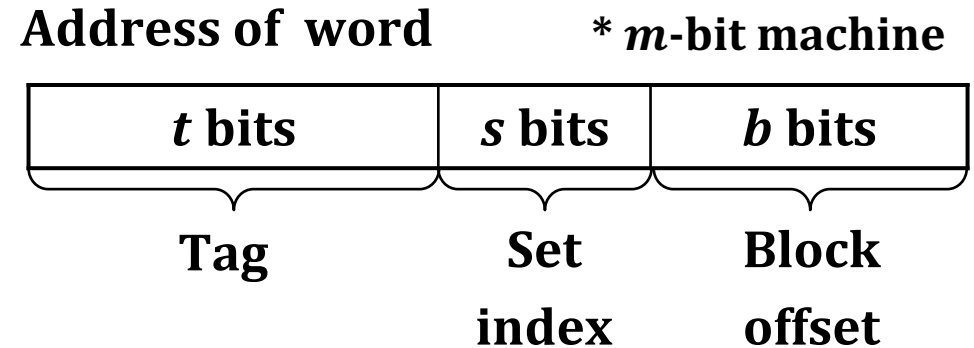 Address of word
* m-bit machine
t bits
s bits
b bits
Tag
Set
index
Block
offset